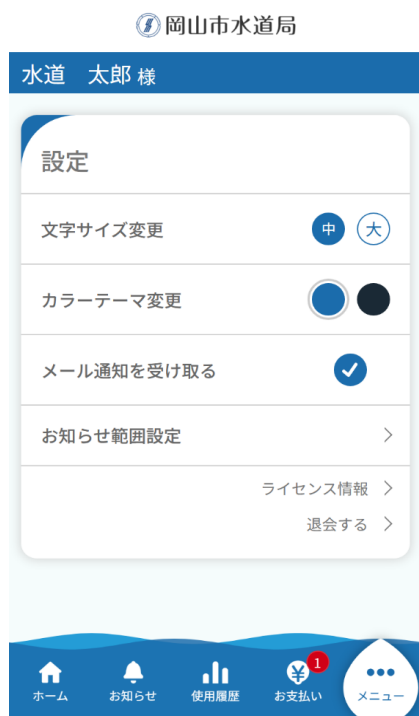 岡山市水道局
水道　太郎 様
設定
文字サイズ変更 中 大
カラーテーマ変更
メール通知を受け取る
お知らせ範囲設定
ライセンス情報
退会する
1
ホーム お知らせ 使用履歴 お支払い メニュー